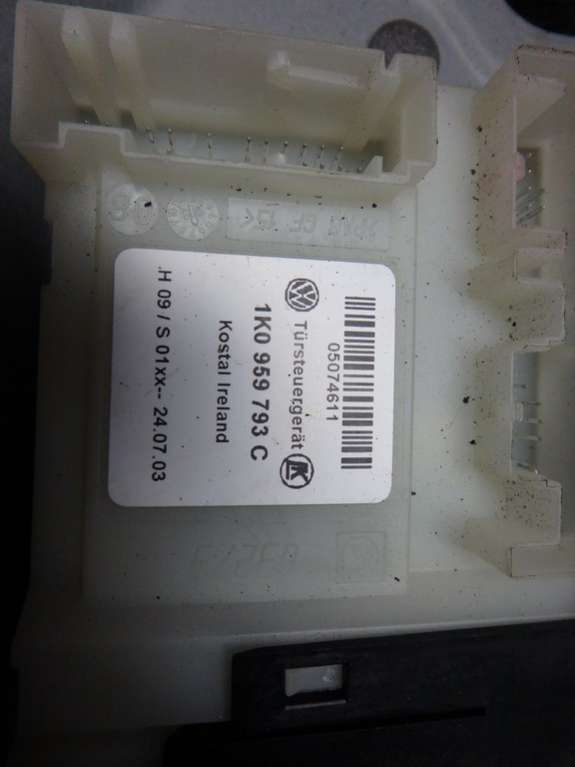 05074611
Türsteuergerät
1K0 959 793 C
Kostal Ireland
.H 09 / S 01xx-- 24.07.03